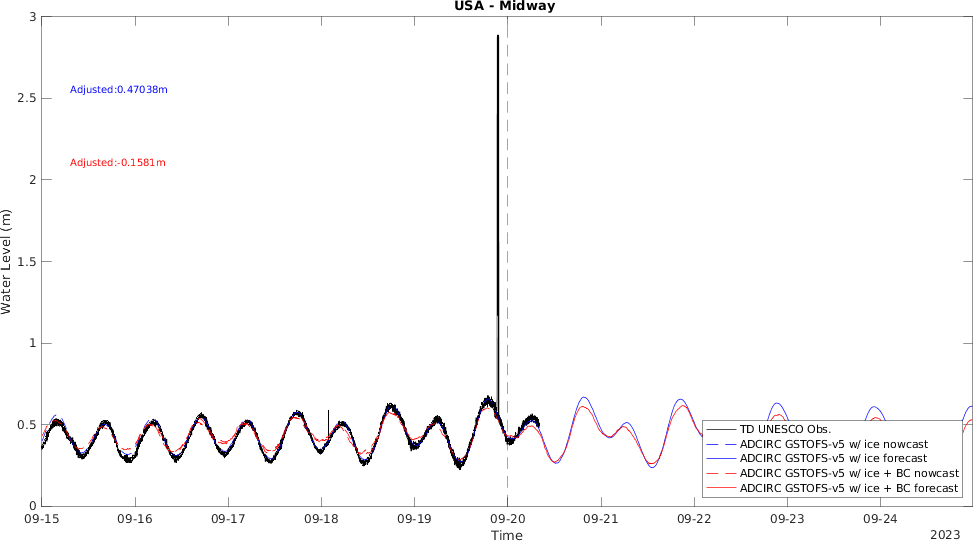 USA - Midway
3
2.5
2
1.5
1
0.5
0
Water Level (m)
Adjusted:0.47038m
Adjusted:-0.1581m
TD UNESCO Obs.
ADCIRC GSTOFS-v5 w/ ice nowcast
ADCIRC GSTOFS-v5 w/ ice forecast
ADCIRC GSTOFS-v5 w/ ice + BC nowcast
ADCIRC GSTOFS-v5 w/ ice + BC forecast
09-15 09-16 09-17 09-18 09-19 09-20 09-21 09-22 09-23 09-24
Time
2023